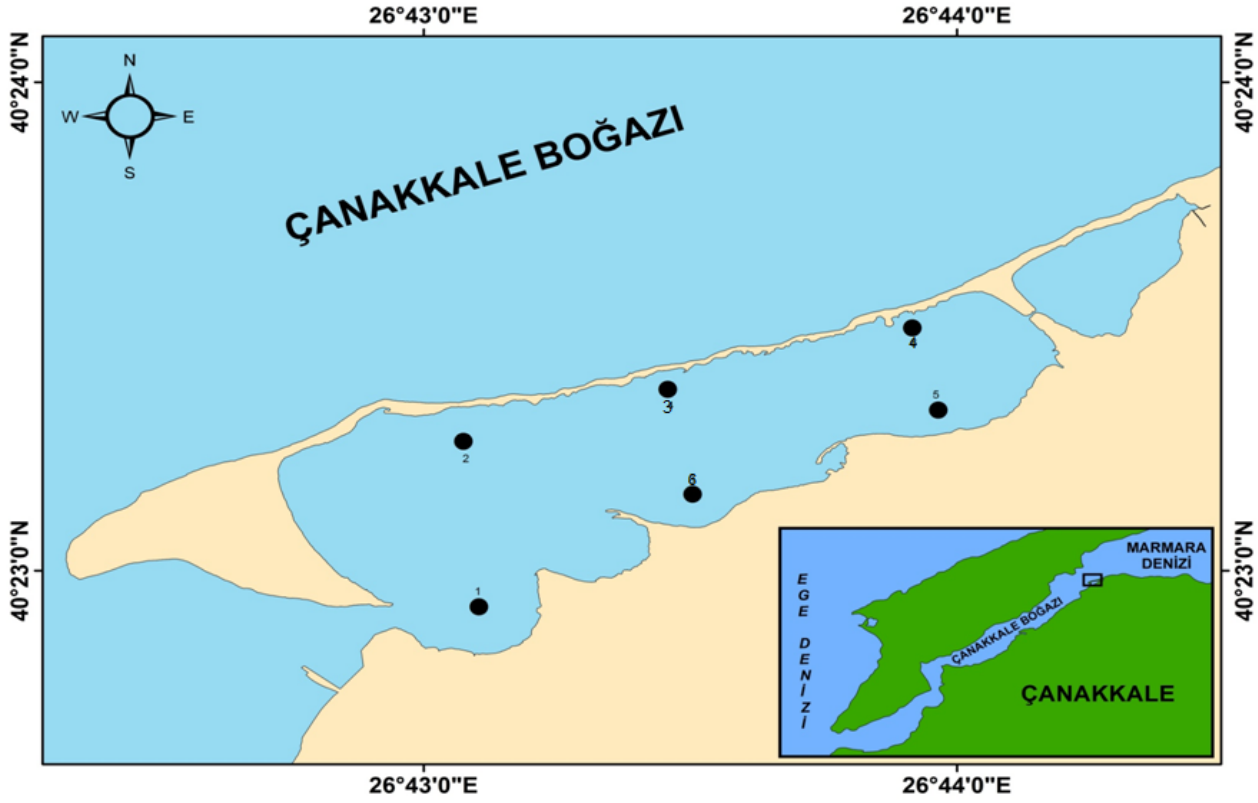 26°43'0"E
26°44'0"E
40°24'0"N
40°24'0"N
N
W
E
S
ÇANAKKALE BOĞAZI
4
5
3
2
6
1
40°23'0"N
40°23'0"N
MARMARA
DENİZİ
EGE DENİZİ
ÇANAKKALE BOĞAZI
ÇANAKKALE
26°43'0"E
26°44'0"E